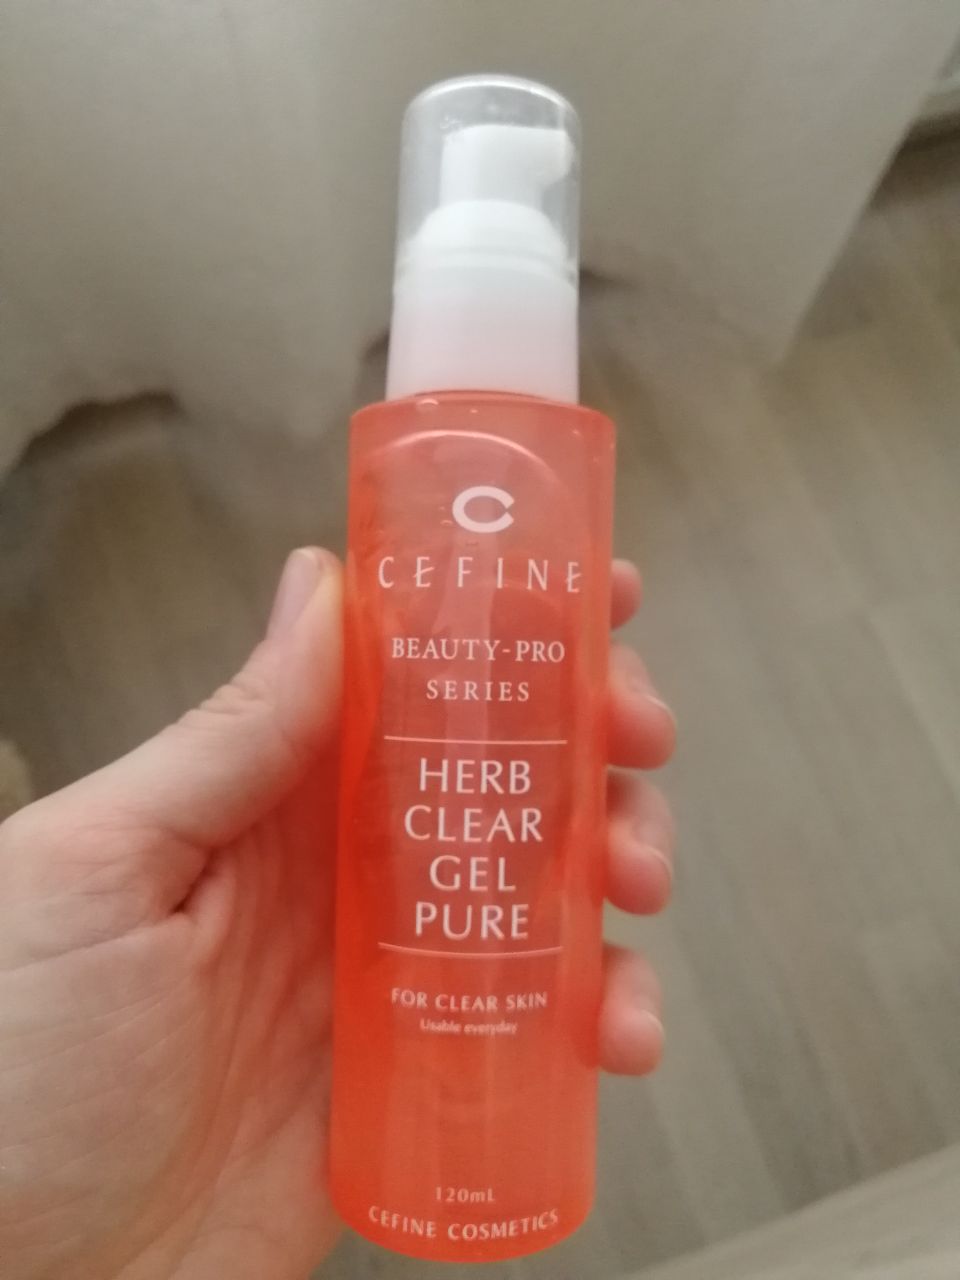 C
CEFINE
BEAUTY-PRO
SERIES
HERB
CLEAR
GEL
PURE
FOR CLEAR SKIN
Usable everyday
120mL
CEFINE COSMETICS